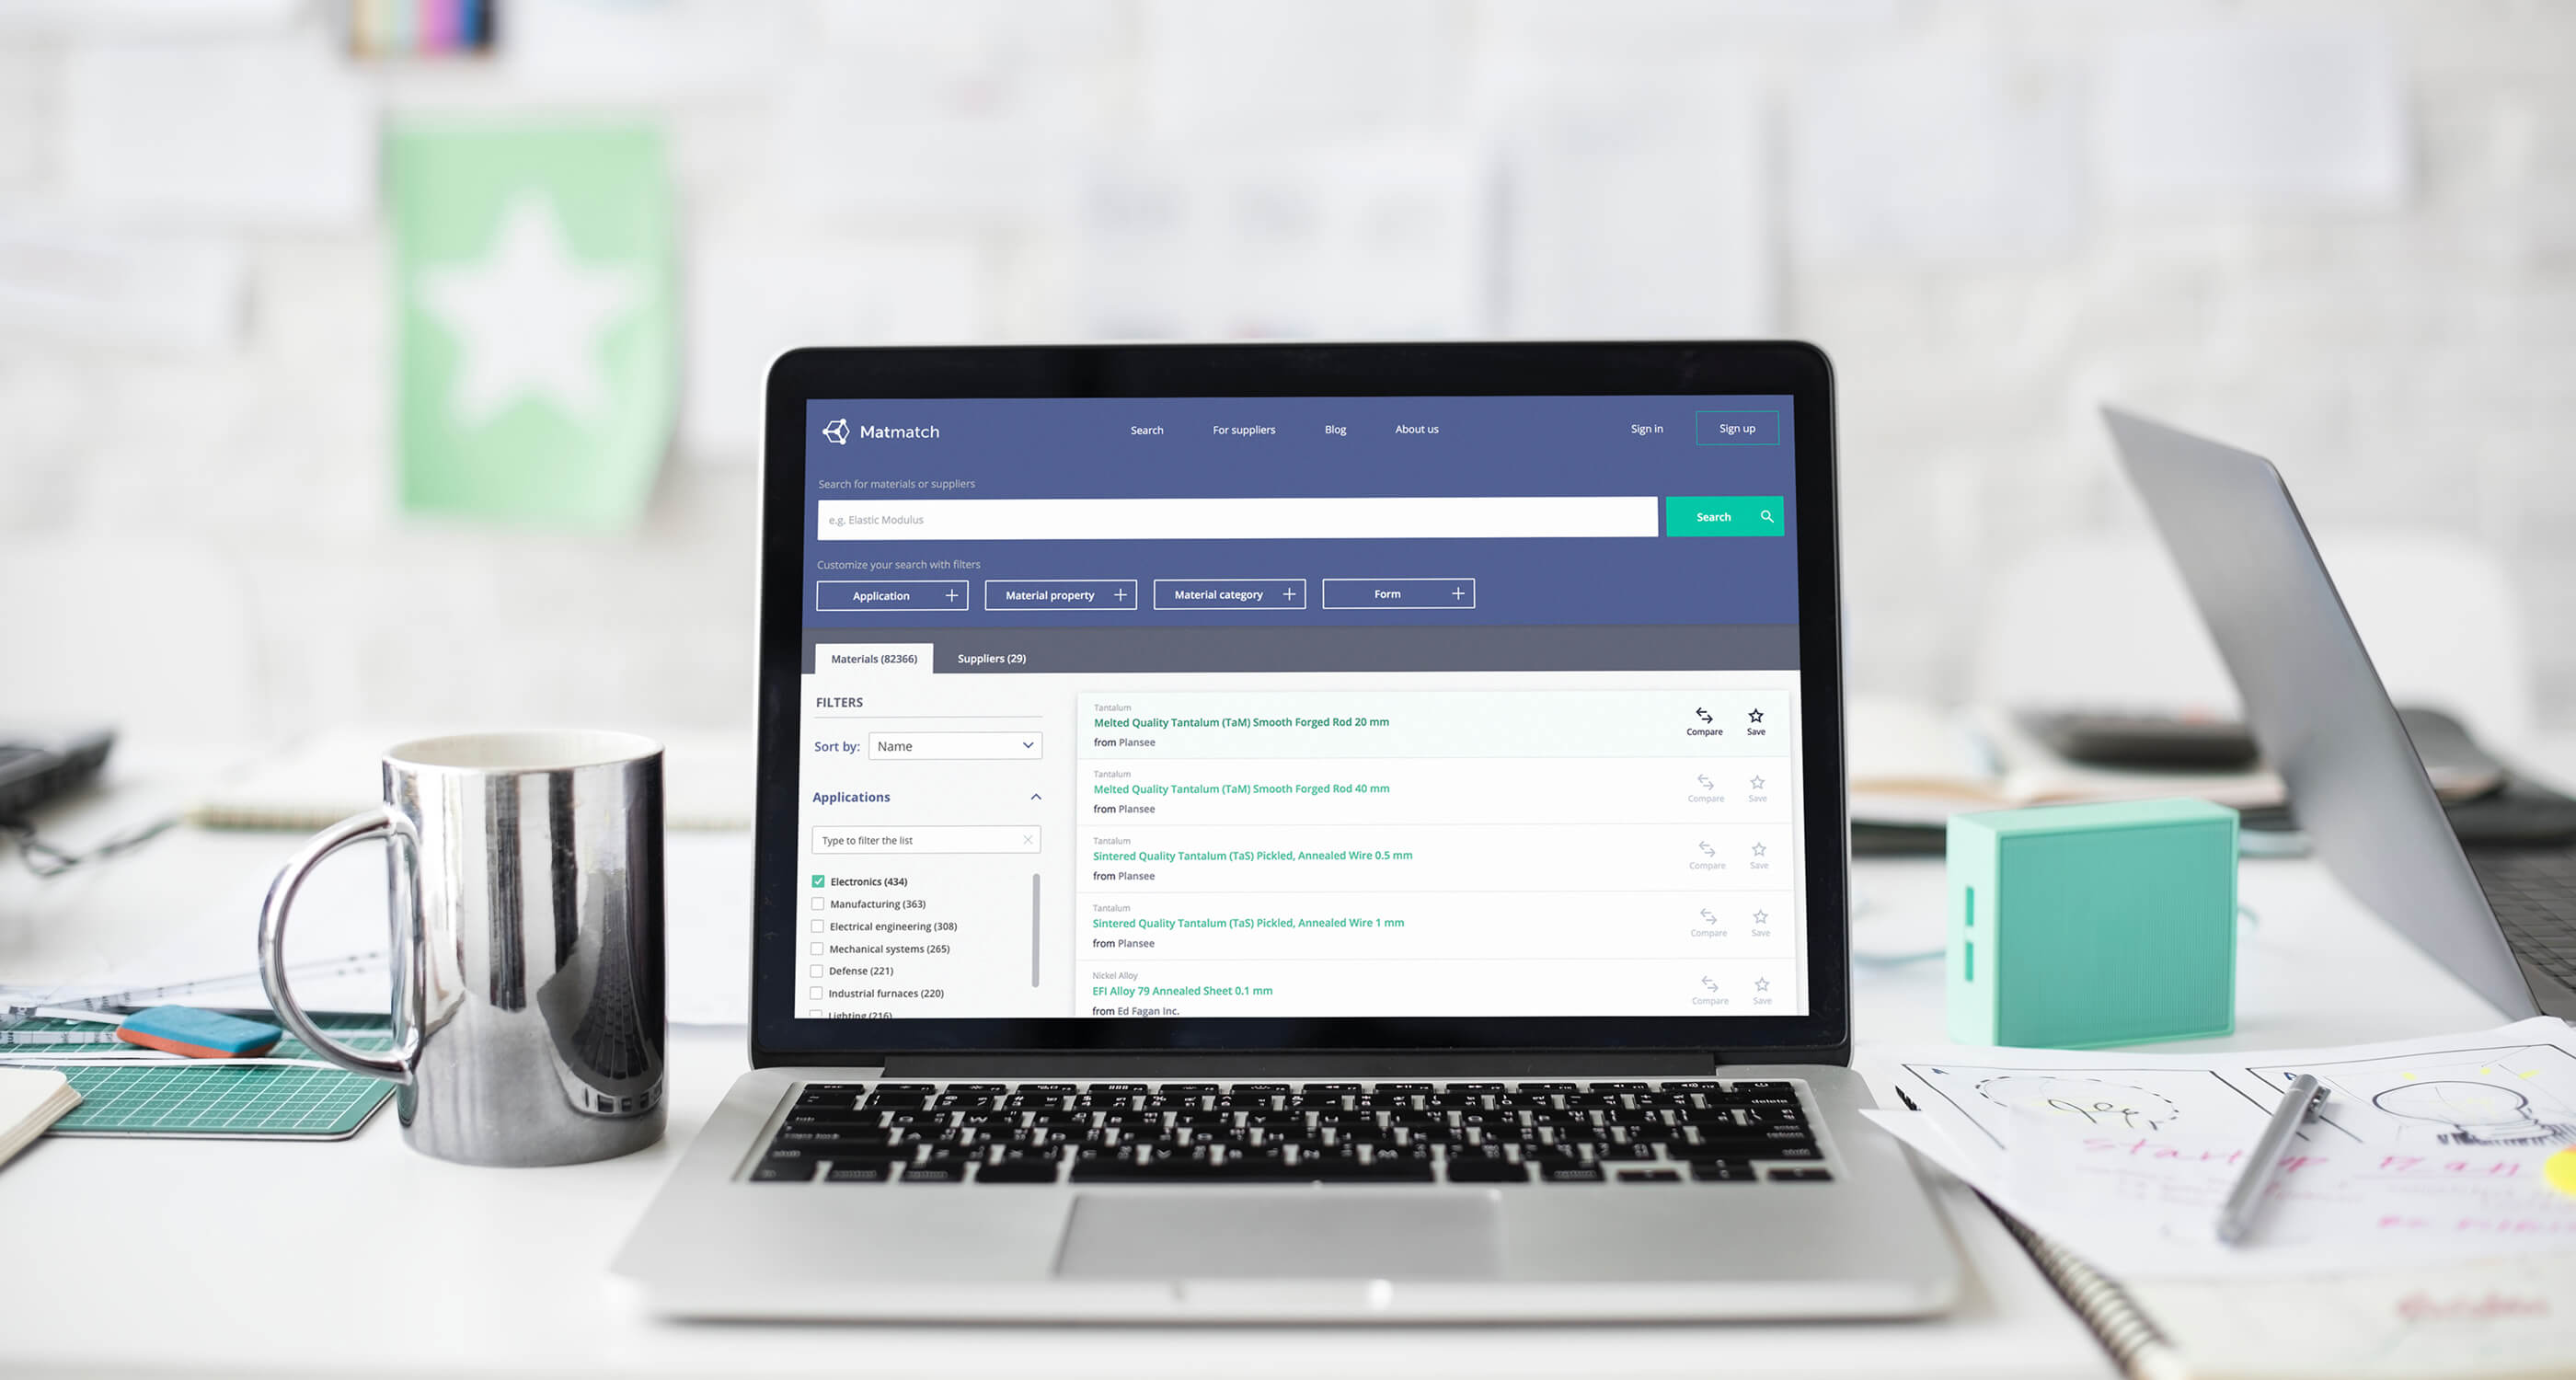 Matmatch
Search For suppliers Blog About us Sign in Sign up
Search for materials or suppliers
e.g. Elastic Modulus Search
Customize your search with filters
Application Material property Material category Form
Materials (82366) Suppliers (29)
FILTERS
Sort by: Name
Applications
Type to filter the list
Electronics (434)
Manufacturing (363)
Electrical engineering (308)
Mechanical systems (265)
Defense (221)
Industrial furnaces (220)
Lighting (216)
Tantalum
Melted Quality Tantalum (TaM) Smooth Forged Rod 20 mm
from Plansee
Compare Save
Tantalum
Melted Quality Tantalum (TaM) Smooth Forged Rod 40 mm
from Plansee
Compare Save
Tantalum
Sintered Quality Tantalum (TaS) Pickled, Annealed Wire 0.5 mm
from Plansee
Compare Save
Tantalum
Sintered Quality Tantalum (TaS) Pickled, Annealed Wire 1 mm
from Plansee
Compare Save
Nickel Alloy
EFI Alloy 79 Annealed Sheet 0.1 mm
from Ed Fagan Inc.
Compare Save
delete
startup Plan